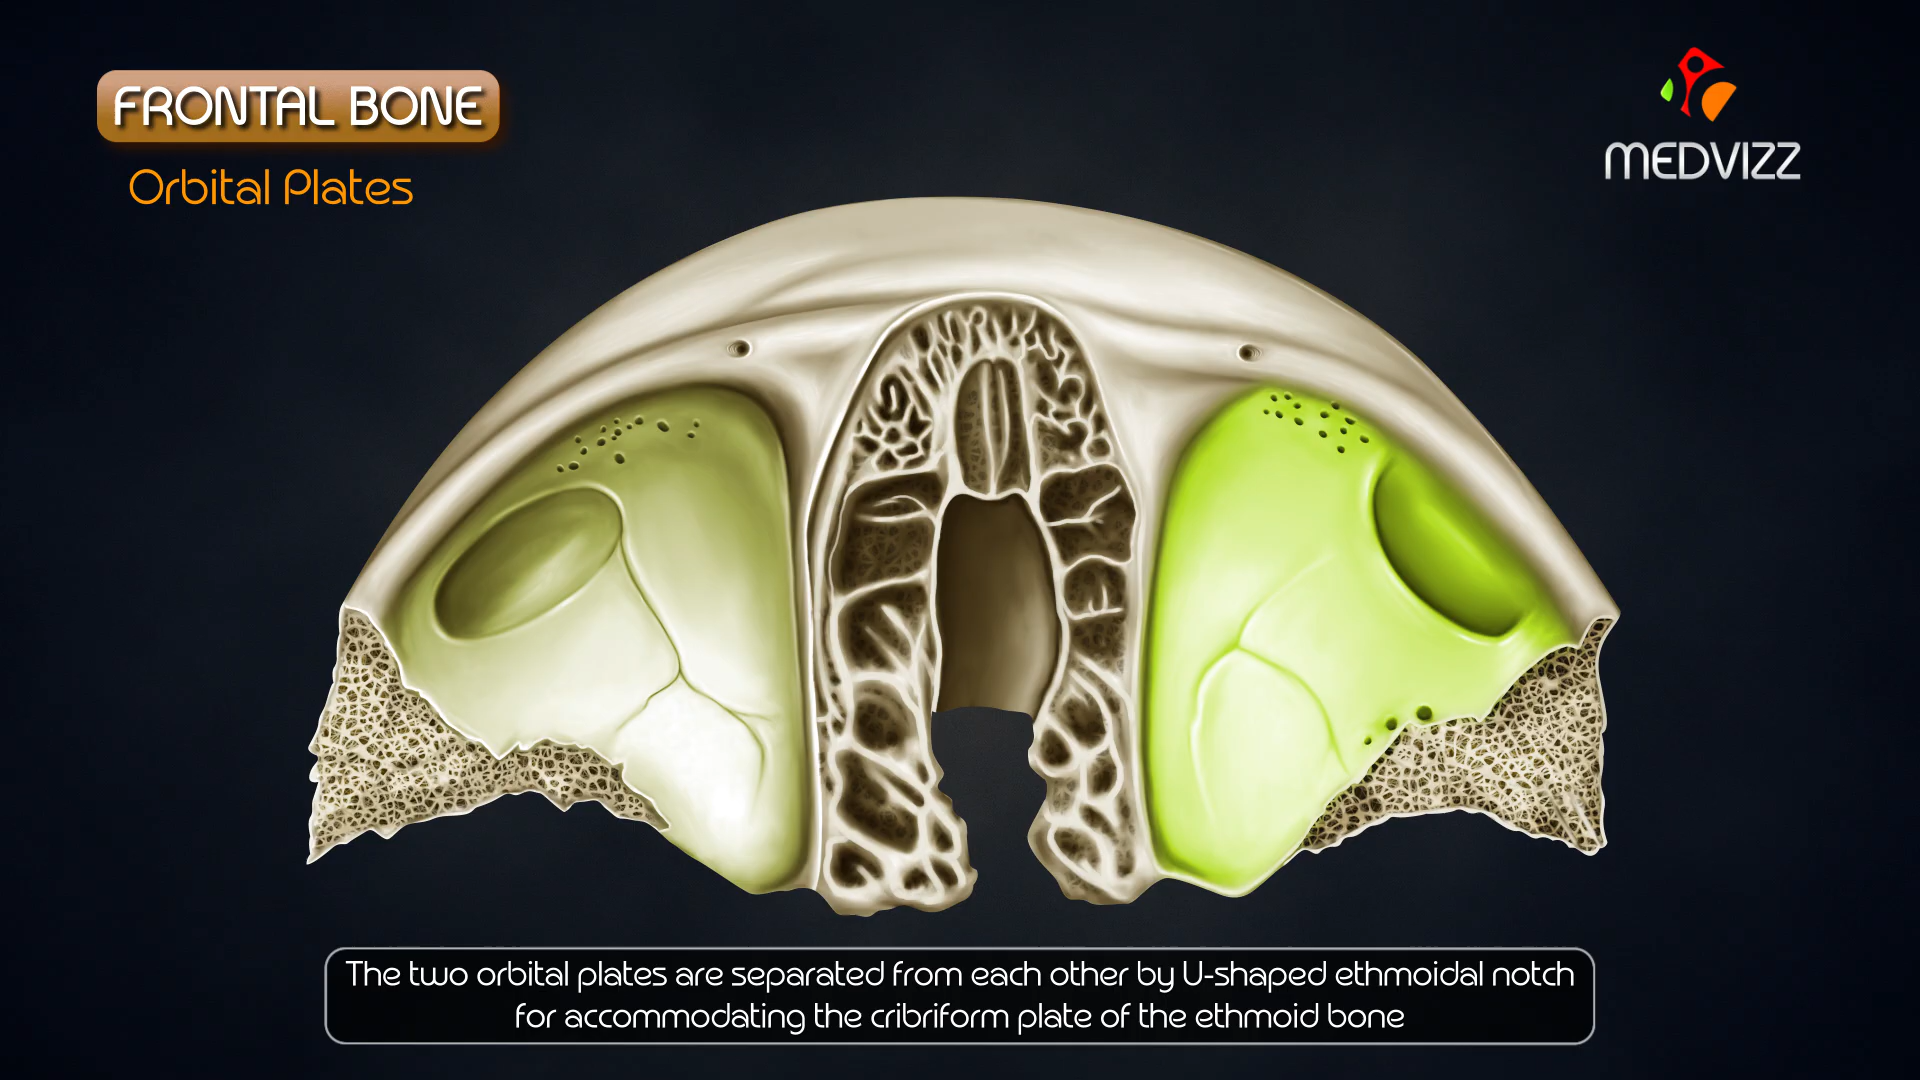 FRONTAL BONE
Orbital Plates
MEDVIZZ
The two orbital plates are separated from each other by U-shaped ethmoidal notch
for accommodating the cribriform plate of the ethmoid bone